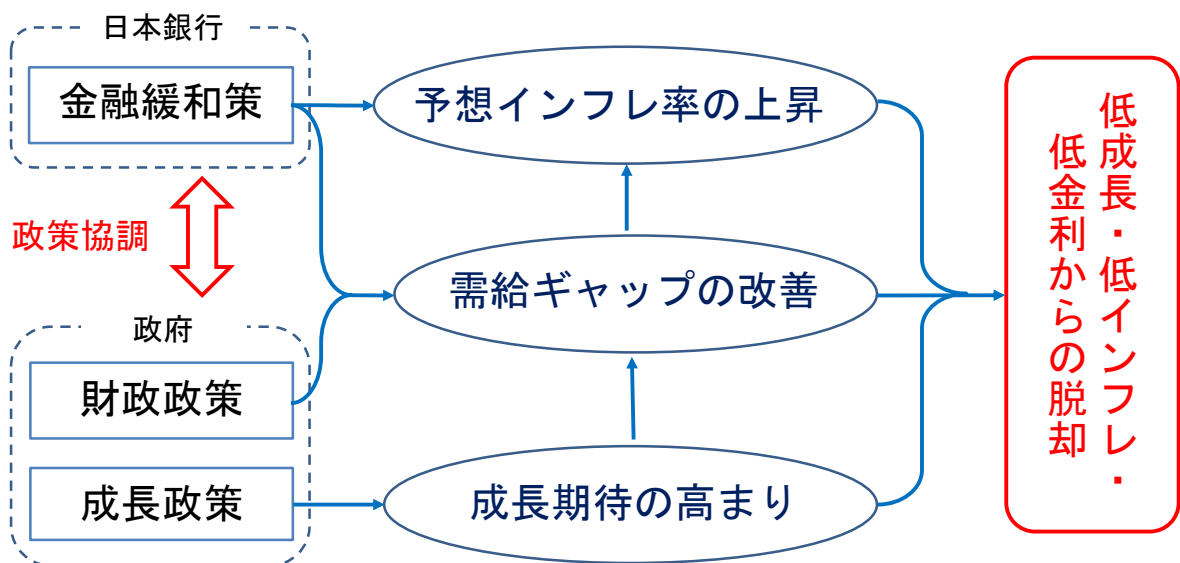 日本銀行
金融緩和策
政策協調
政府
財政政策
成長政策
予想インフレ率の上昇
需給ギャップの改善
成長期待の高まり
低成長・低インフレ・
低金利からの脱却